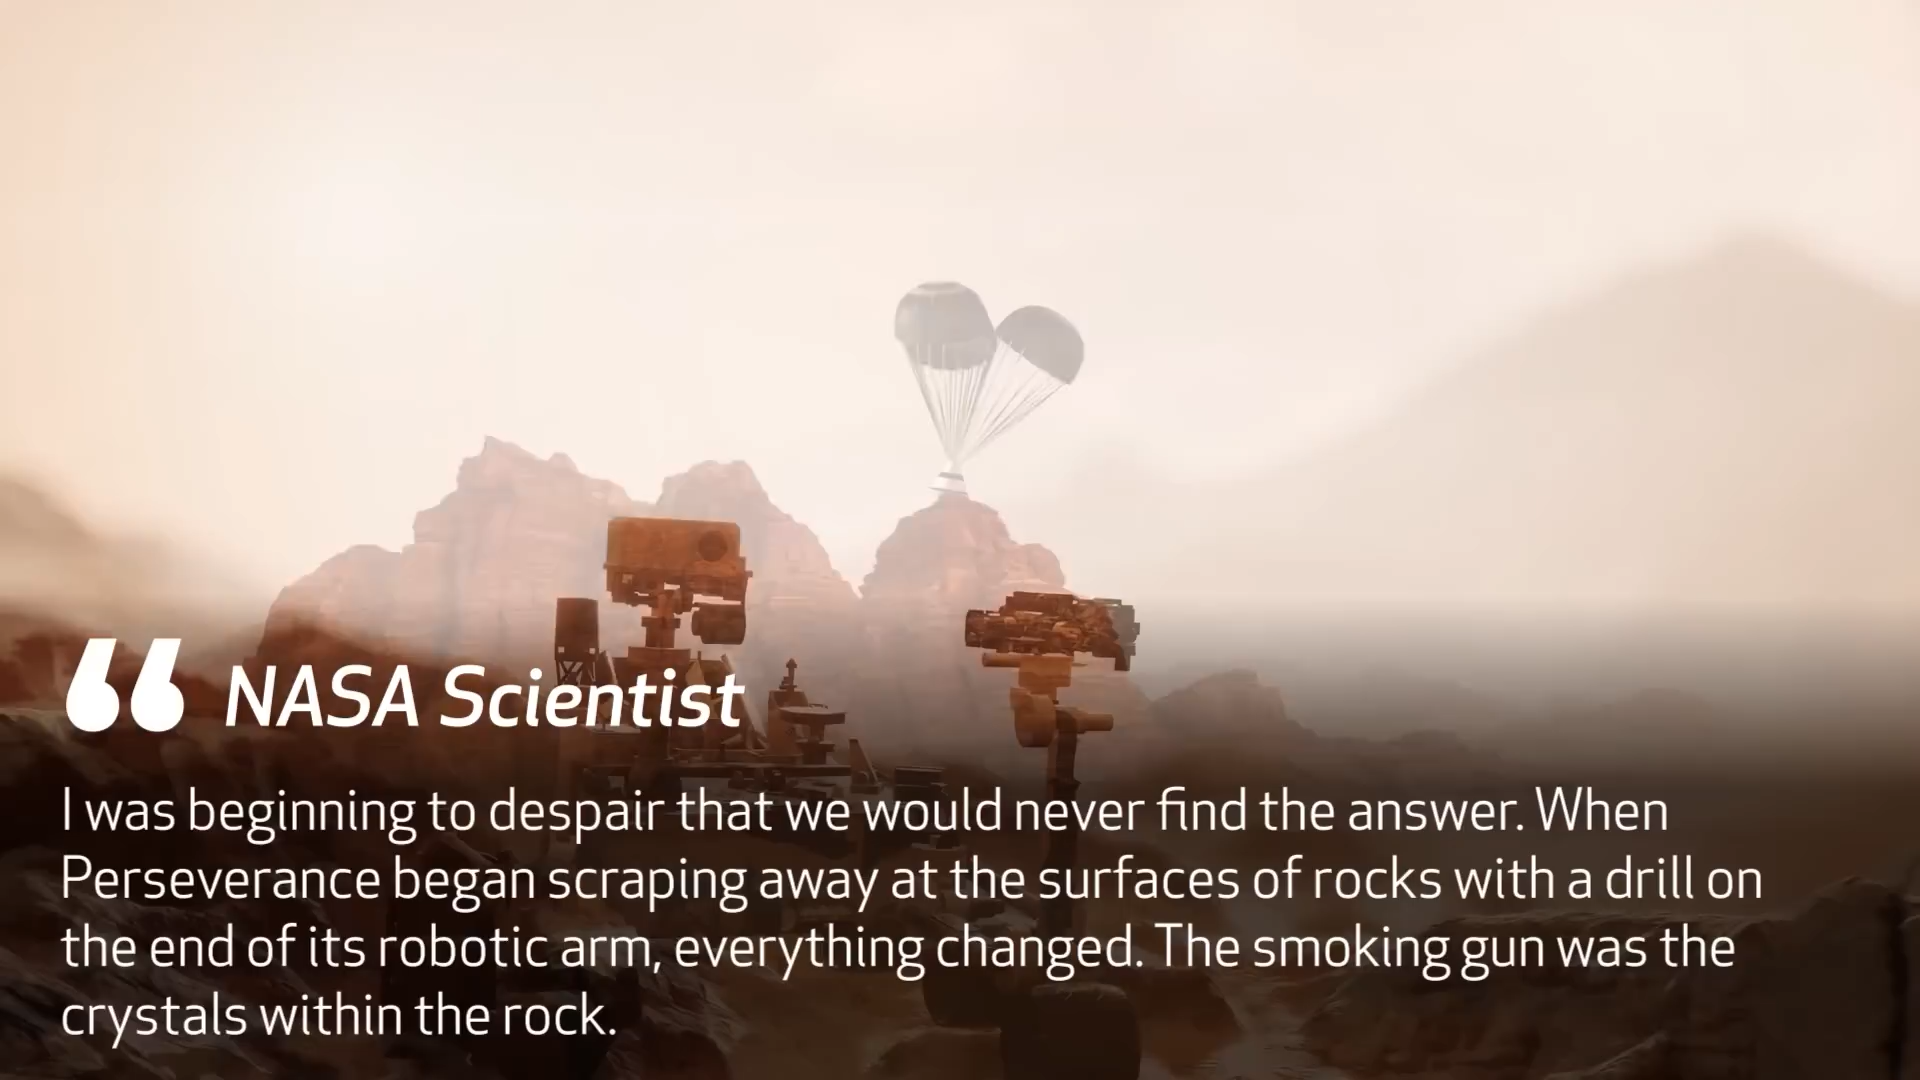 “ NASA Scientist
I was beginning to despair that we would never find the answer. When
Perseverance began scraping away at the surfaces of rocks with a drill on
the end of its robotic arm, everything changed. The smoking gun was the
crystals within the rock.